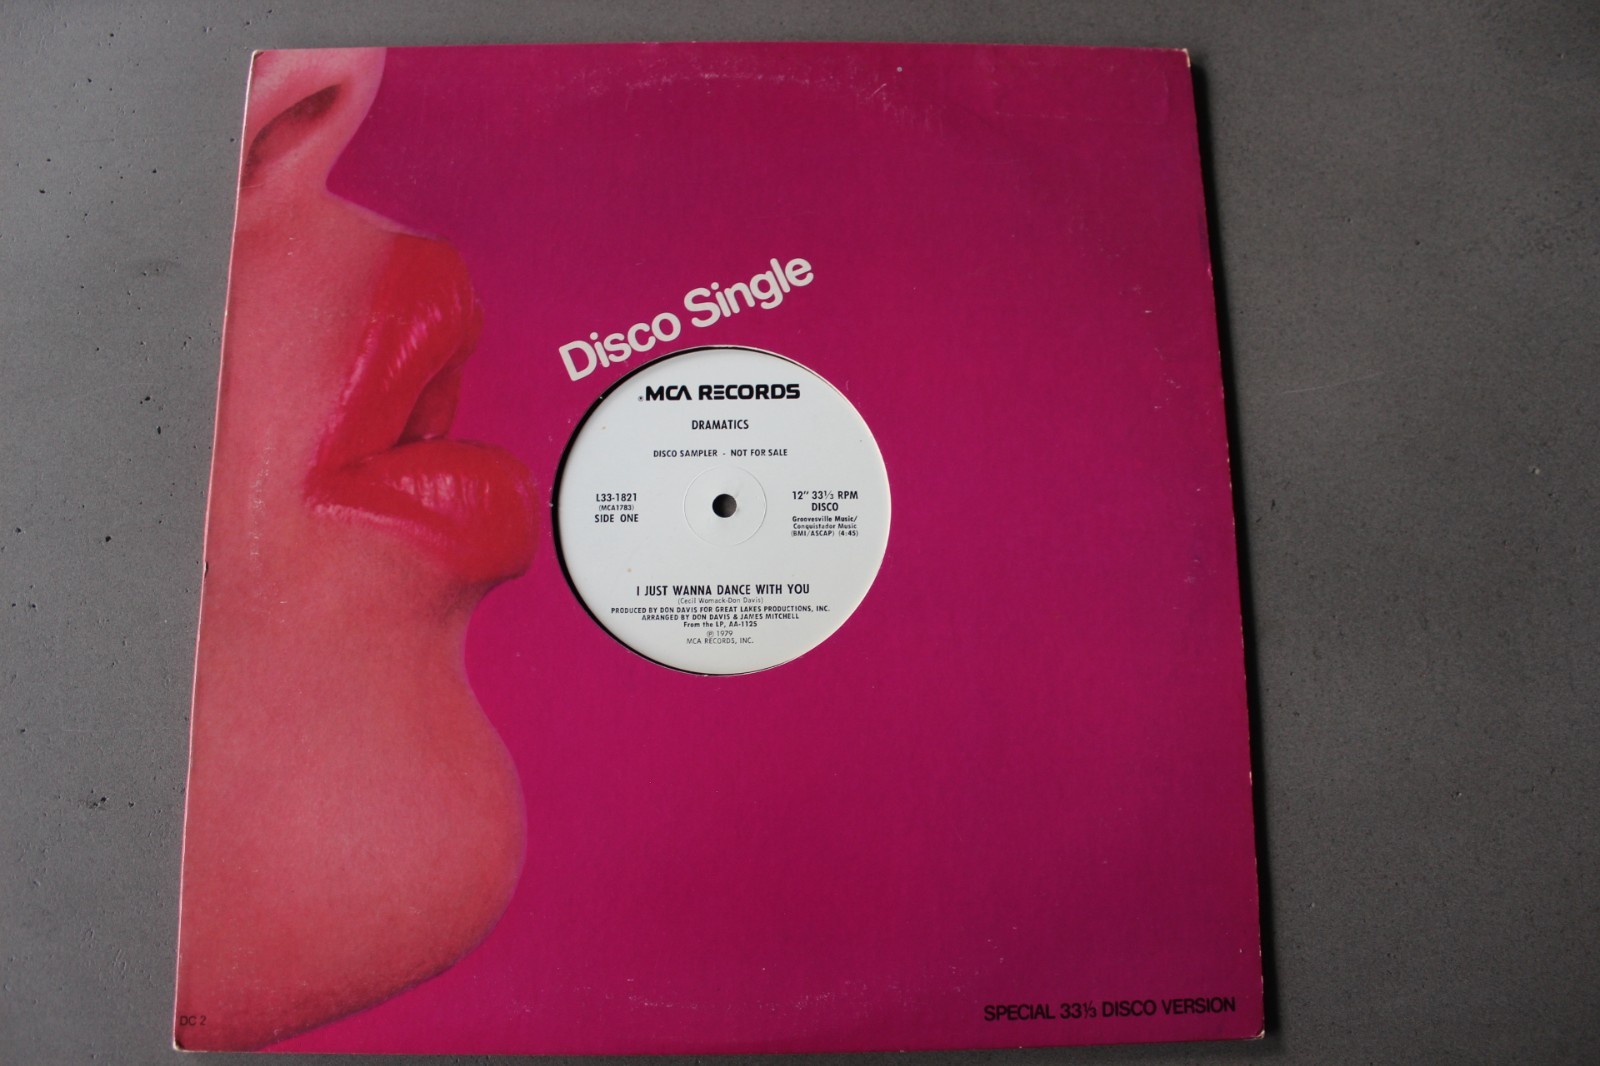 Disco Single
MCA RECORDS
DRAMATICS
DISCO SAMPLER - NOT FOR SALE
L33-1821
(MCA1783)
SIDE ONE
12" 33⅓ RPM
DISCO
Groovesville Music/
Conquistador Music
(BMI/ASCAP) (4:45)
I JUST WANNA DANCE WITH YOU
(Cecil Womack-Don Davis)
PRODUCED BY DON DAVIS FOR GREAT LAKES PRODUCTIONS, INC.
ARRANGED BY DON DAVIS & JAMES MITCHELL
From the LP, AA-1125
℗ 1979
MCA RECORDS, INC.
DC 2
SPECIAL 33⅓ DISCO VERSION